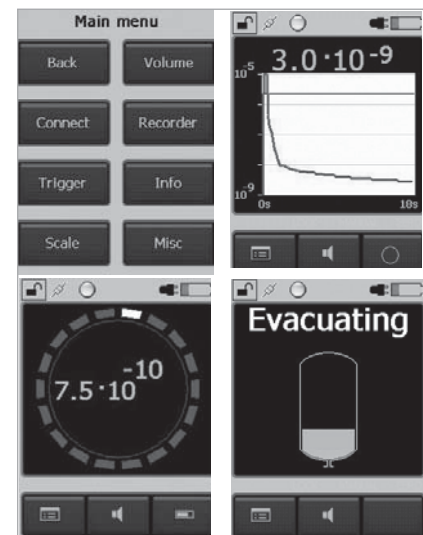 Main menu
Back
Volume
Connect
Recorder
Trigger
Info
Scale
Misc
3.0·10⁻⁹
10⁻⁵
10⁻⁹
0s
10s
7.5·10⁻¹⁰
Evacuating